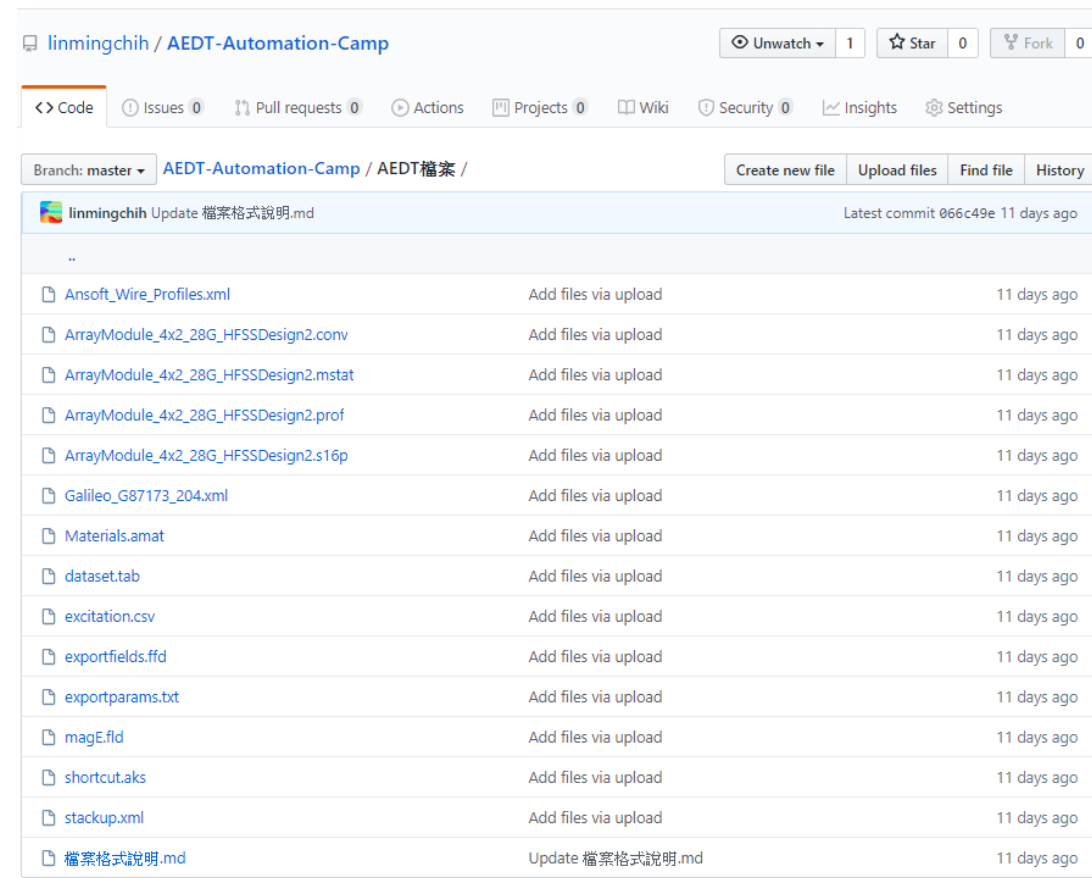 linmingchih / AEDT-Automation-Camp Unwatch 1 Star 0 Fork 0
Code Issues 0 Pull requests 0 Actions Projects 0 Wiki Security 0 Insights Settings
Branch: master AEDT-Automation-Camp / AEDT檔案 / Create new file Upload files Find file History
linmingchih Update 檔案格式說明.md Latest commit 066c49e 11 days ago
..
Ansoft_Wire_Profiles.xml Add files via upload 11 days ago
ArrayModule_4x2_28G_HFSSDesign2.conv Add files via upload 11 days ago
ArrayModule_4x2_28G_HFSSDesign2.mstat Add files via upload 11 days ago
ArrayModule_4x2_28G_HFSSDesign2.prof Add files via upload 11 days ago
ArrayModule_4x2_28G_HFSSDesign2.s16p Add files via upload 11 days ago
Galileo_G87173_204.xml Add files via upload 11 days ago
Materials.amat Add files via upload 11 days ago
dataset.tab Add files via upload 11 days ago
excitation.csv Add files via upload 11 days ago
exportfields.ffd Add files via upload 11 days ago
exportparams.txt Add files via upload 11 days ago
magE.fld Add files via upload 11 days ago
shortcut.aks Add files via upload 11 days ago
stackup.xml Add files via upload 11 days ago
檔案格式說明.md Update 檔案格式說明.md 11 days ago